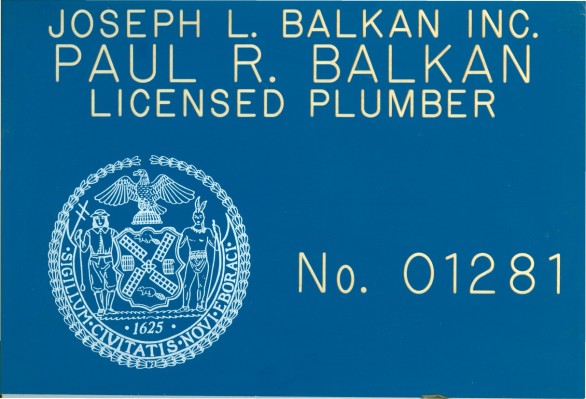 JOSEPH L. BALKAN INC.
PAUL R. BALKAN
LICENSED PLUMBER
No. 01281
· SIGILLUM · CIVITATIS · NOVI · EBORACI ·
· 1625 ·